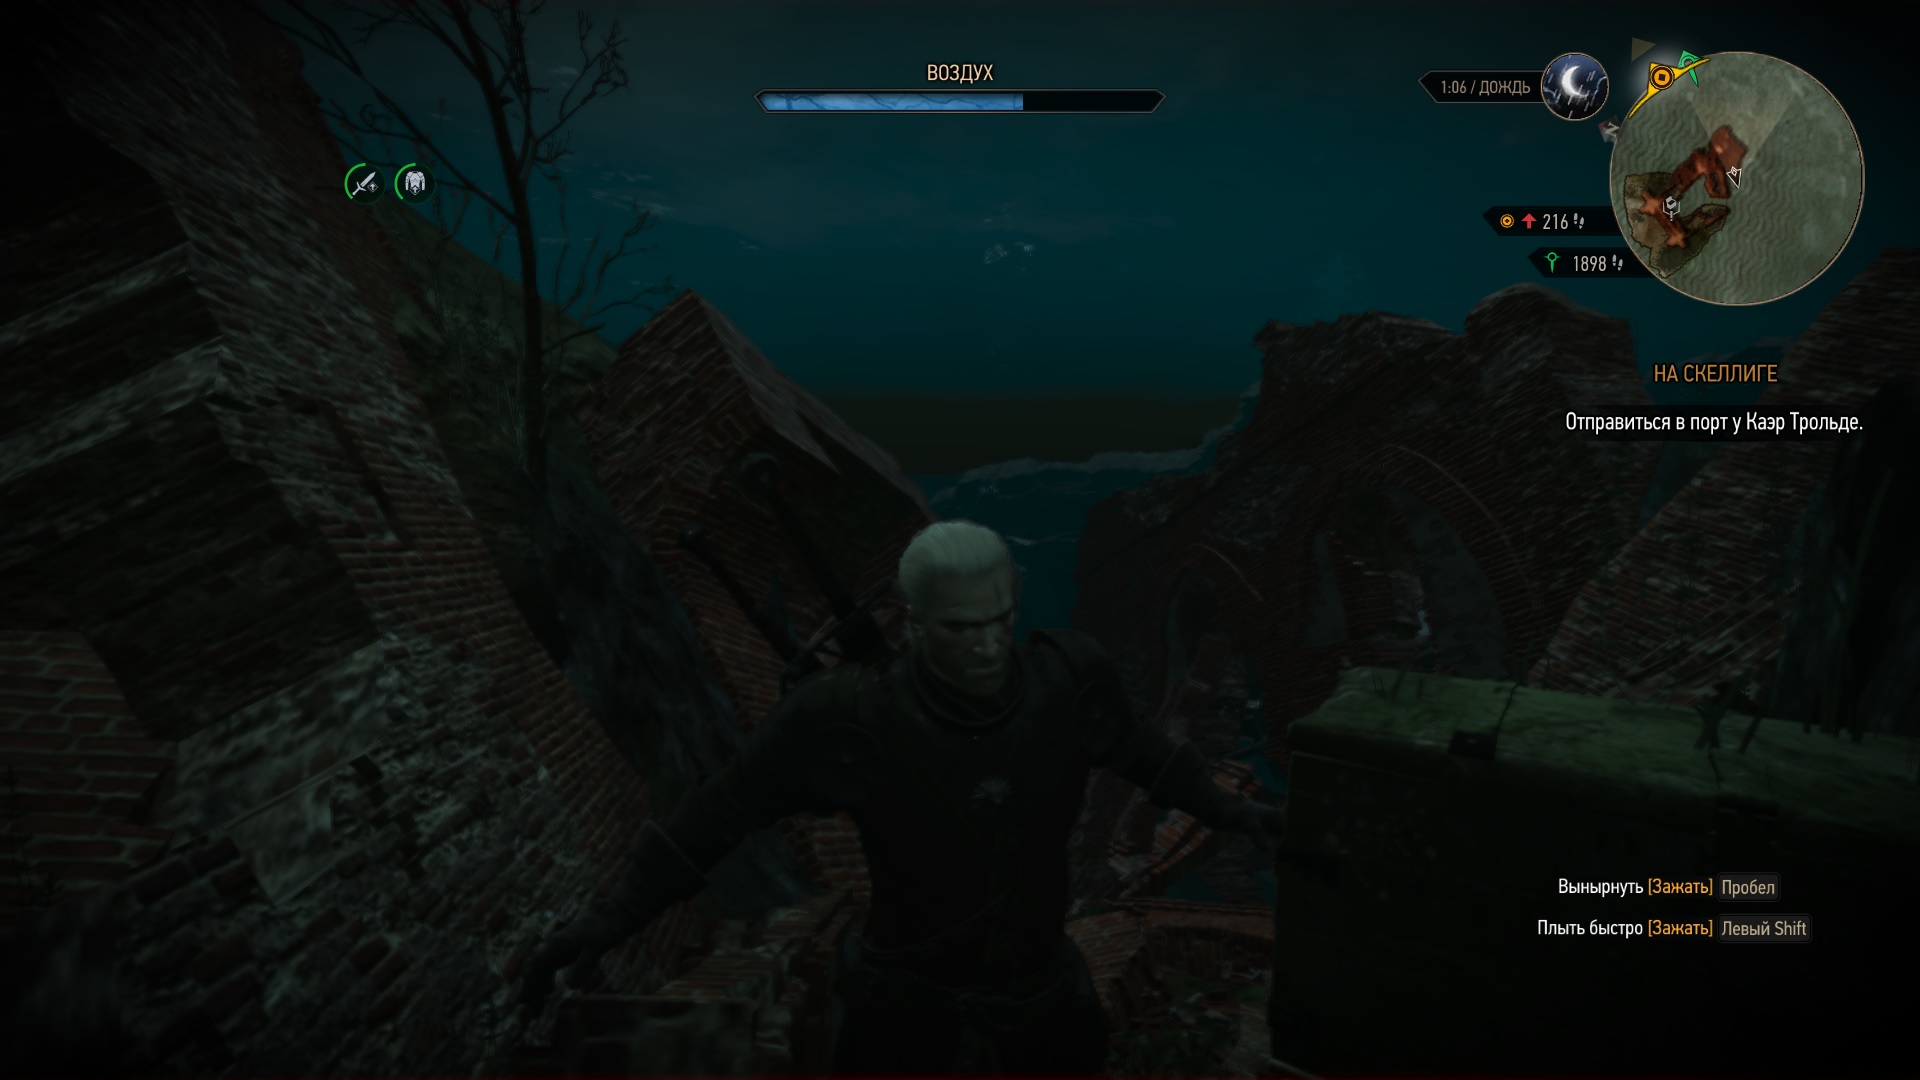 ВОЗДУХ
1:06 / ДОЖДЬ
216
1898
НА СКЕЛЛИГЕ
Отправиться в порт у Каэр Трольде.
Вынырнуть [Зажать] Пробел
Плыть быстро [Зажать] Левый Shift